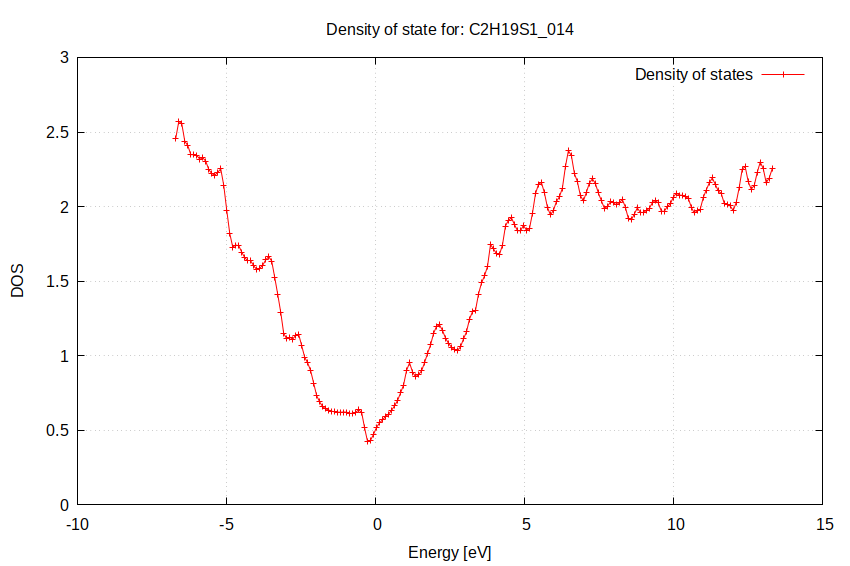 Density of state for: C2H19S1_014
Density of states
3
2.5
2
1.5
1
0.5
0
DOS
-10 -5 0 5 10 15
Energy [eV]